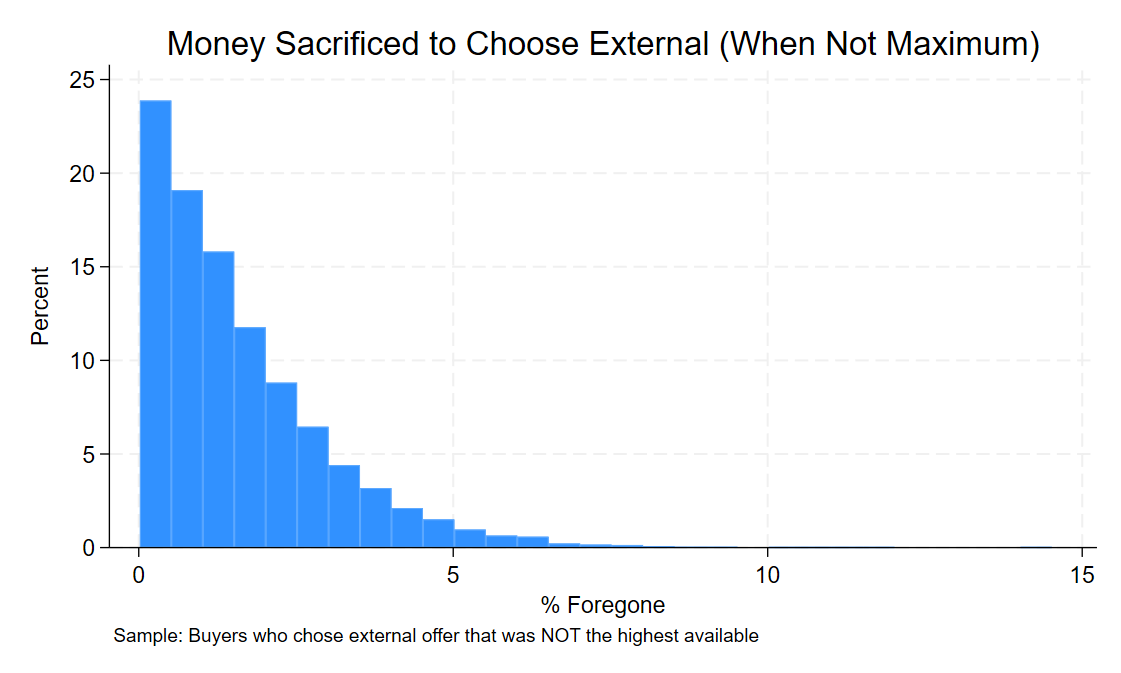 Money Sacrificed to Choose External (When Not Maximum)
25
20
15
10
5
0
Percent
0 5 10 15
% Foregone
Sample: Buyers who chose external offer that was NOT the highest available